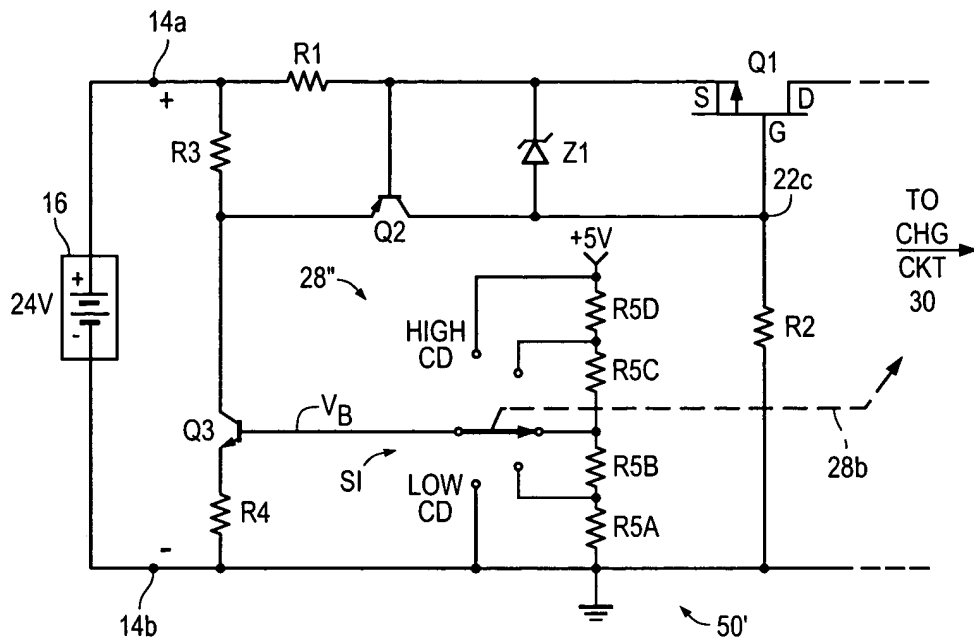 14a
R1
Q1
+
S
D
G
R3
Z1
22c
16
Q2
TO
CHG
CKT
30
+5V
+
24V
-
28"
R5D
HIGH
CD
R5C
R2
Q3
VB
SI
R5B
28b
LOW
CD
R4
R5A
-
14b
50'